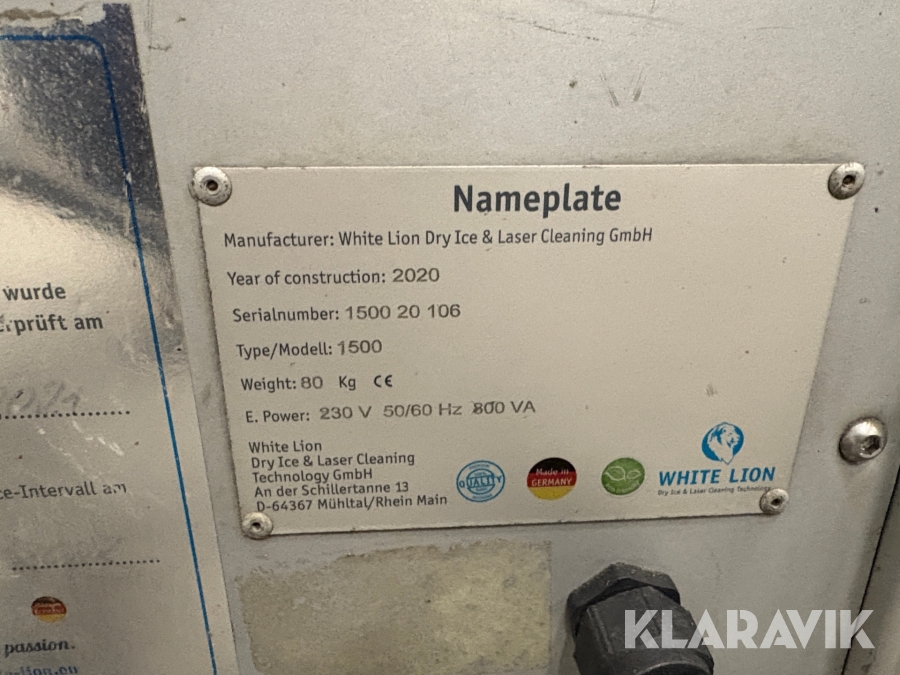 Nameplate
Manufacturer: White Lion Dry Ice & Laser Cleaning GmbH
Year of construction: 2020
Serialnumber: 1500 20 106
Type/Modell: 1500
Weight: 80 Kg CE
E. Power: 230 V 50/60 Hz 800 VA
White Lion
Dry Ice & Laser Cleaning
Technology GmbH
An der Schillertanne 13
D-64367 Mühltal/Rhein Main
QUALITY
Made in
GERMANY
WHITE LION
Dry Ice & Laser Cleaning Technology
wurde
rprüft am
ce-Intervall am
passion.
KLARAVIK